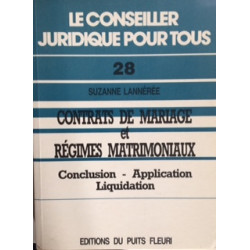 LE CONSEILLER
JURIDIQUE POUR TOUS
28
SUZANNE LANNÉRÉE
CONTRATS DE MARIAGE
et
RÉGIMES MATRIMONIAUX
Conclusion - Application
Liquidation
EDITIONS DU PUITS FLEURI